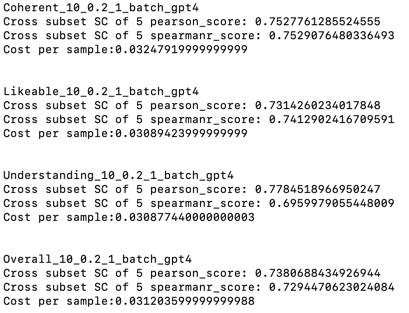 Coherent_10_0.2_1_batch_gpt4
Cross subset SC of 5 pearson_score: 0.7527761285524555
Cross subset SC of 5 spearmanr_score: 0.7529076480336493
Cost per sample:0.03247919999999999
Likeable_10_0.2_1_batch_gpt4
Cross subset SC of 5 pearson_score: 0.7314260234017848
Cross subset SC of 5 spearmanr_score: 0.7412902416709591
Cost per sample:0.03089423999999999
Understanding_10_0.2_1_batch_gpt4
Cross subset SC of 5 pearson_score: 0.7784518966950247
Cross subset SC of 5 spearmanr_score: 0.6959979055448009
Cost per sample:0.030877440000000003
Overall_10_0.2_1_batch_gpt4
Cross subset SC of 5 pearson_score: 0.7380688434926944
Cross subset SC of 5 spearmanr_score: 0.7294470623024084
Cost per sample:0.031203599999999988